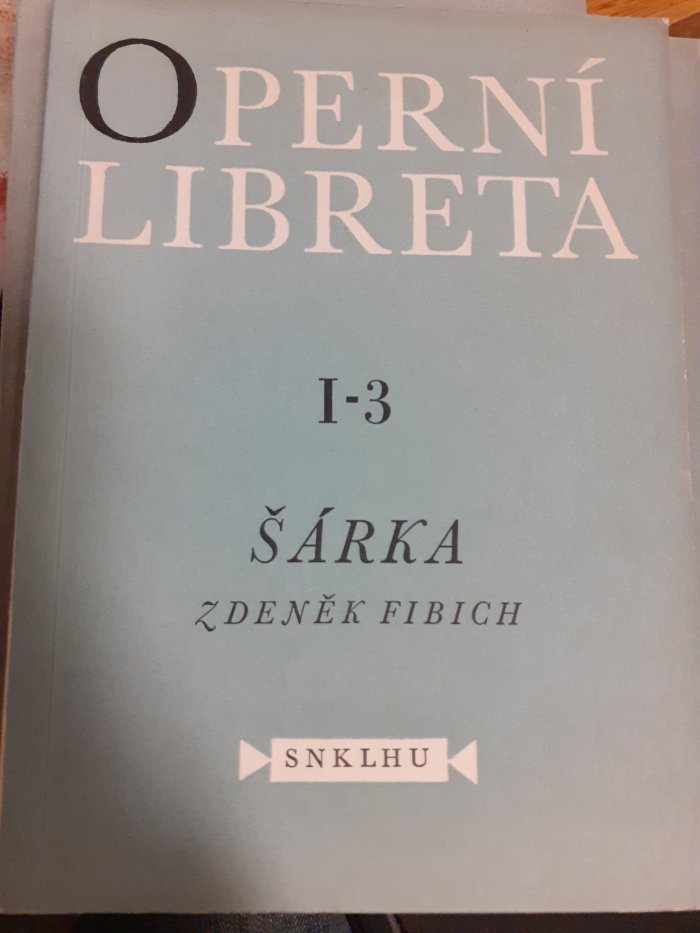 OPERNÍ
LIBRETA
I-3
ŠÁRKA
ZDENĚK FIBICH
SNKLHU